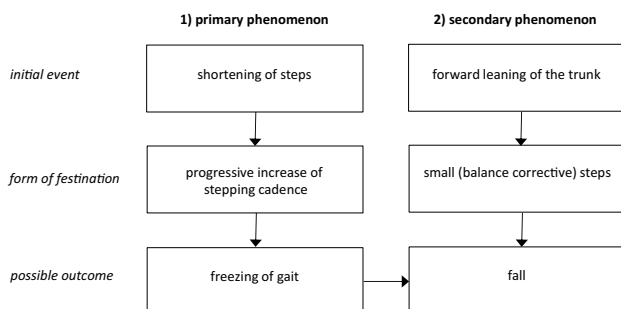 1) primary phenomenon
2) secondary phenomenon
initial event
shortening of steps
forward leaning of the trunk
form of festination
progressive increase of
stepping cadence
small (balance corrective) steps
possible outcome
freezing of gait
fall